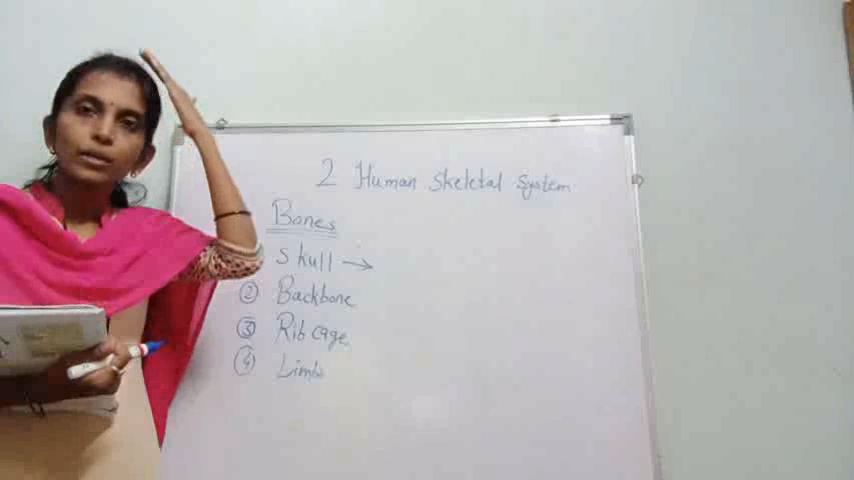 2 Human Skeletal System
Bones
Skull →
② Backbone
③ Rib cage
④ Limbs